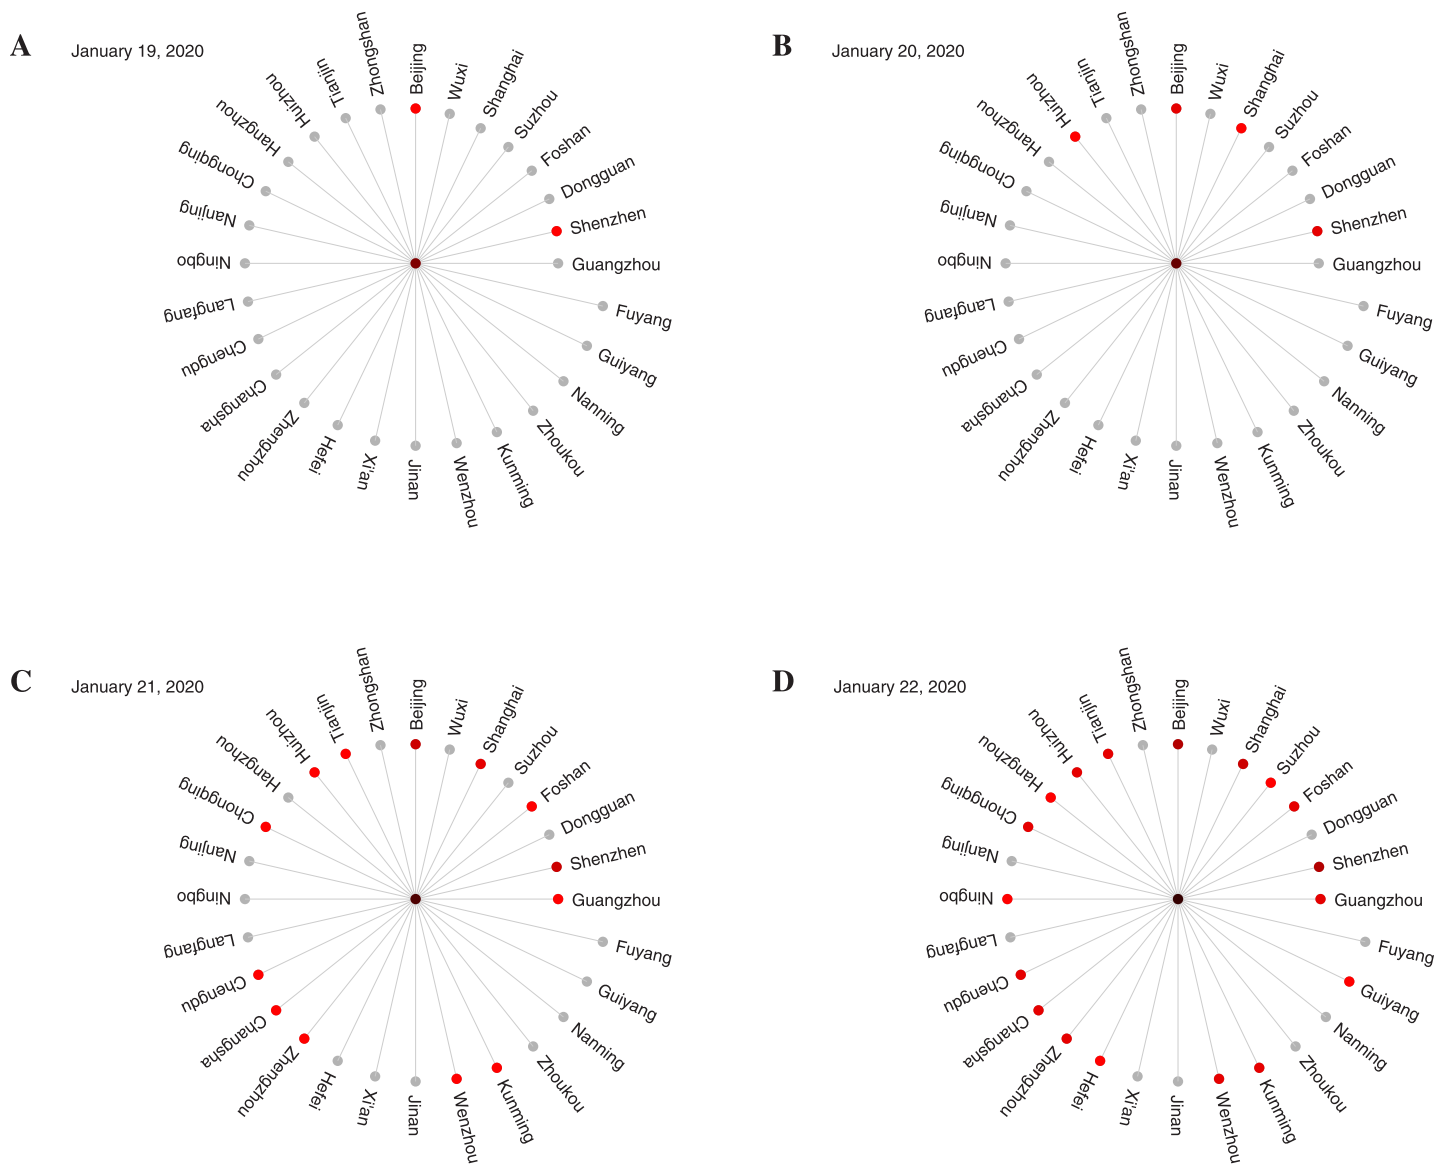 A
January 19, 2020
Beijing
Wuxi
Shanghai
Suzhou
Foshan
Dongguan
Shenzhen
Guangzhou
Fuyang
Guiyang
Nanning
Zhoukou
Kunming
Wenzhou
Jinan
Xi'an
Hefei
Zhengzhou
Changsha
Chengdu
Langfang
Ningbo
Nanjing
Chongqing
Hangzhou
Huizhou
Tianjin
Zhongshan
B
January 20, 2020
Beijing
Wuxi
Shanghai
Suzhou
Foshan
Dongguan
Shenzhen
Guangzhou
Fuyang
Guiyang
Nanning
Zhoukou
Kunming
Wenzhou
Jinan
Xi'an
Hefei
Zhengzhou
Changsha
Chengdu
Langfang
Ningbo
Nanjing
Chongqing
Hangzhou
Huizhou
Tianjin
Zhongshan
C
January 21, 2020
Beijing
Wuxi
Shanghai
Suzhou
Foshan
Dongguan
Shenzhen
Guangzhou
Fuyang
Guiyang
Nanning
Zhoukou
Kunming
Wenzhou
Jinan
Xi'an
Hefei
Zhengzhou
Changsha
Chengdu
Langfang
Ningbo
Nanjing
Chongqing
Hangzhou
Huizhou
Tianjin
Zhongshan
D
January 22, 2020
Beijing
Wuxi
Shanghai
Suzhou
Foshan
Dongguan
Shenzhen
Guangzhou
Fuyang
Guiyang
Nanning
Zhoukou
Kunming
Wenzhou
Jinan
Xi'an
Hefei
Zhengzhou
Changsha
Chengdu
Langfang
Ningbo
Nanjing
Chongqing
Hangzhou
Huizhou
Tianjin
Zhongshan